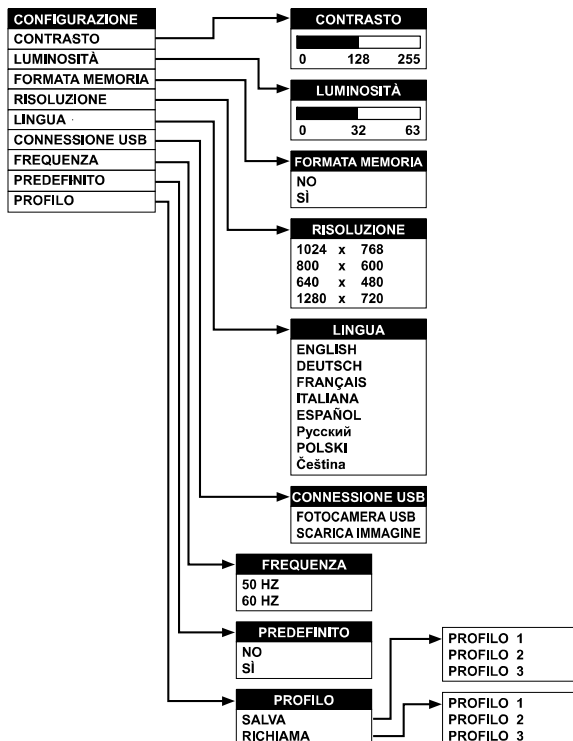 CONFIGURAZIONE
CONTRASTO
LUMINOSITÀ
FORMATA MEMORIA
RISOLUZIONE
LINGUA
CONNESSIONE USB
FREQUENZA
PREDEFINITO
PROFILO
CONTRASTO
0 128 255
LUMINOSITÀ
0 32 63
FORMATA MEMORIA
NO
SÌ
RISOLUZIONE
1024 x 768
800 x 600
640 x 480
1280 x 720
LINGUA
ENGLISH
DEUTSCH
FRANÇAIS
ITALIANA
ESPAÑOL
Русский
POLSKI
Čeština
CONNESSIONE USB
FOTOCAMERA USB
SCARICA IMMAGINE
FREQUENZA
50 HZ
60 HZ
PREDEFINITO
NO
SÌ
PROFILO
SALVA
RICHIAMA
PROFILO 1
PROFILO 2
PROFILO 3
PROFILO 1
PROFILO 2
PROFILO 3